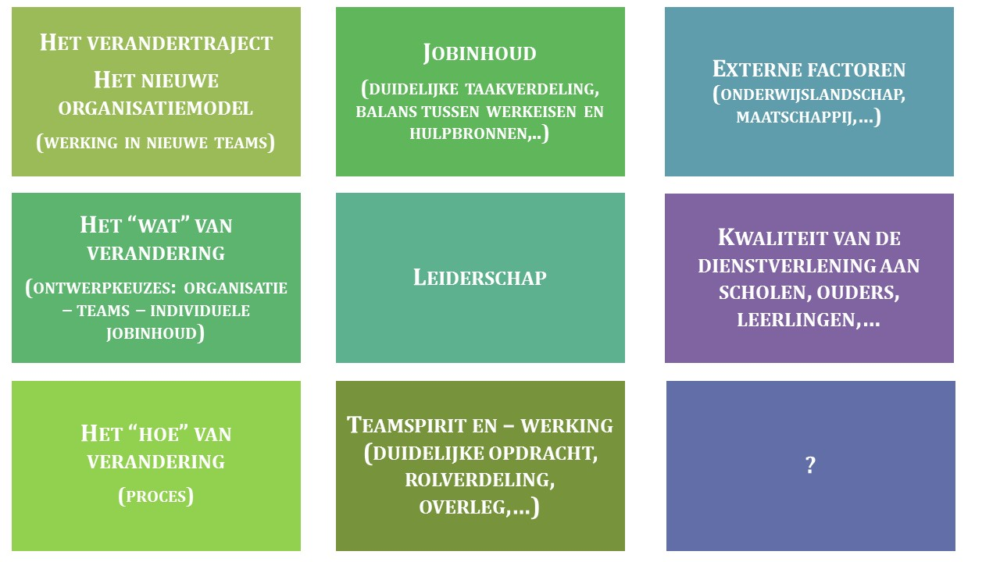 Het verandertraject
Het nieuwe
organisatiemodel
(werking in nieuwe teams)
Jobinhoud
(duidelijke taakverdeling,
balans tussen werkeisen en
hulpbronnen,..)
Externe factoren
(onderwijslandschap,
maatschappij,...)
Het “wat” van
verandering
(ontwerpkeuzes: organisatie
– teams – individuele
jobinhoud)
Leiderschap
Kwaliteit van de
dienstverlening aan
scholen, ouders,
leerlingen,...
Het “hoe” van
verandering
(proces)
Teamspirit en – werking
(duidelijke opdracht,
rolverdeling,
overleg,...)
?